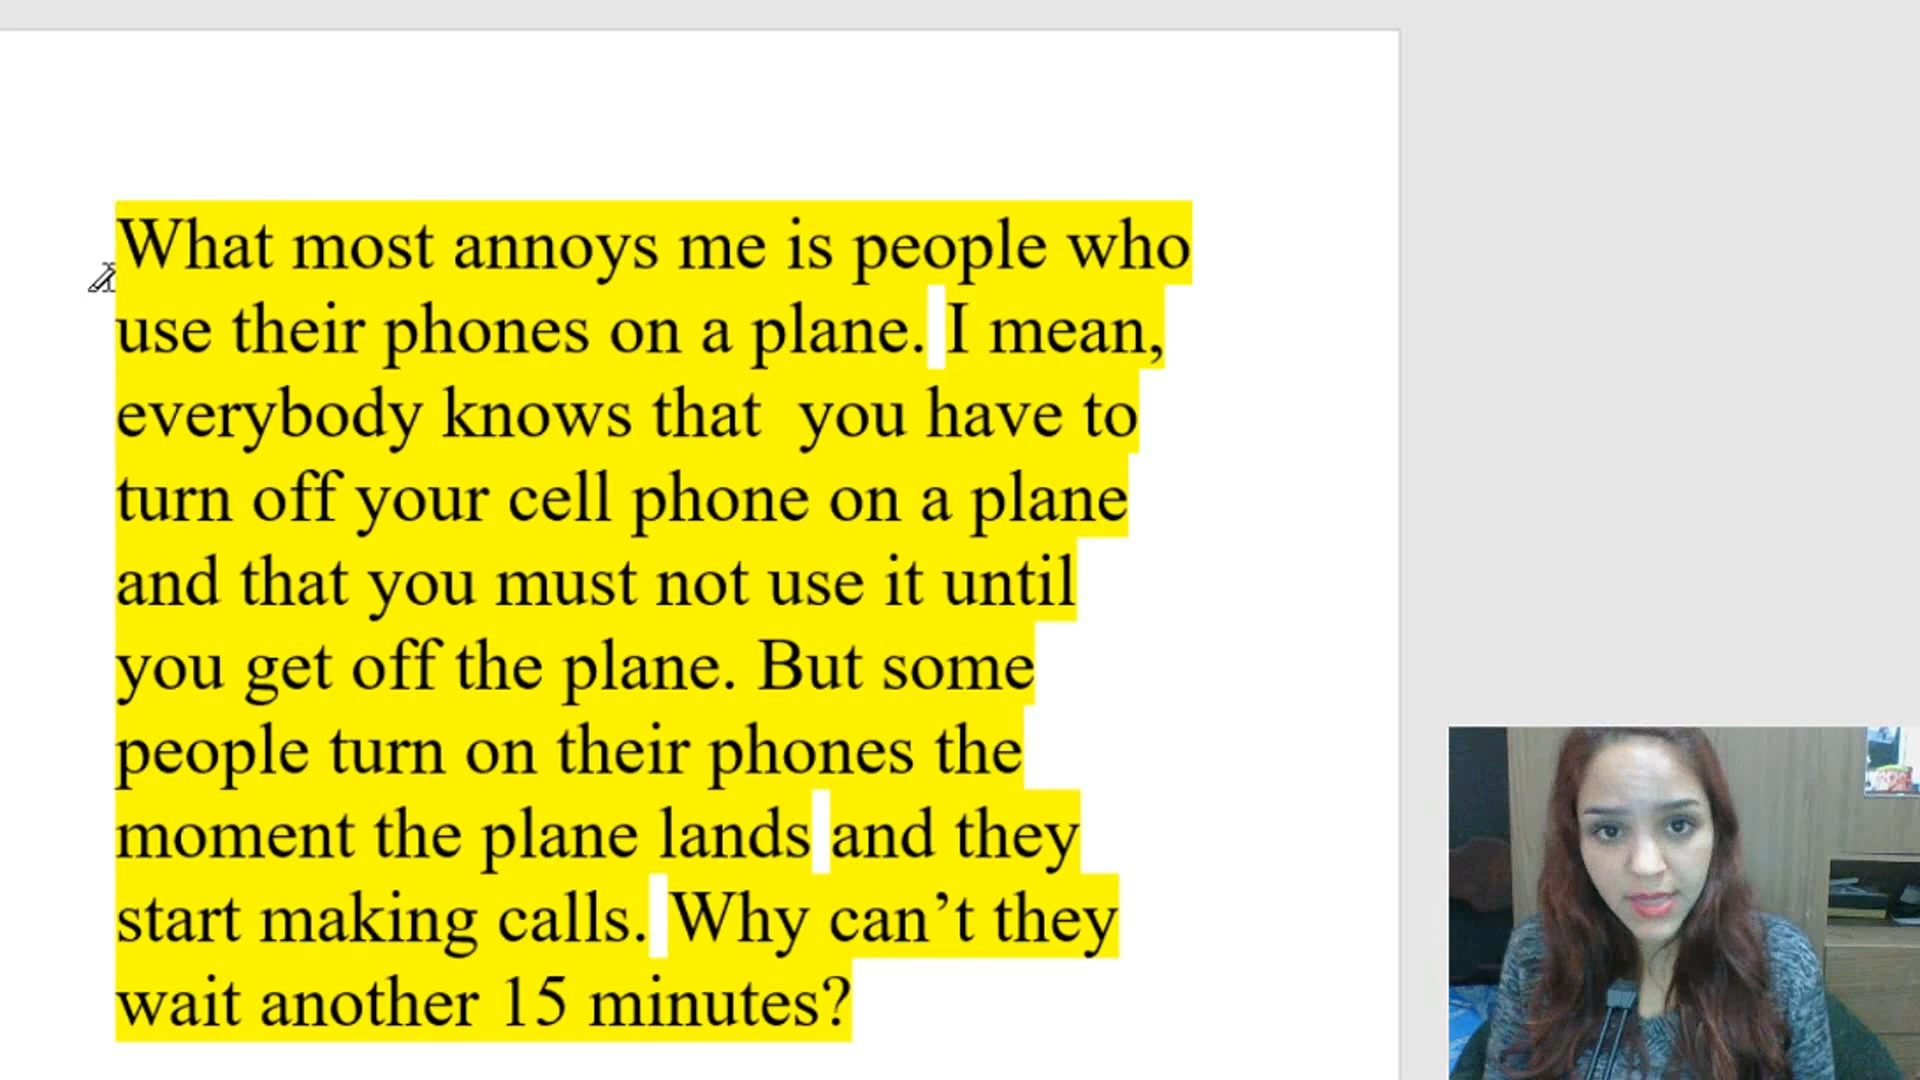 What most annoys me is people who
use their phones on a plane. I mean,
everybody knows that  you have to
turn off your cell phone on a plane
and that you must not use it until
you get off the plane. But some
people turn on their phones the
moment the plane lands and they
start making calls. Why can’t they
wait another 15 minutes?